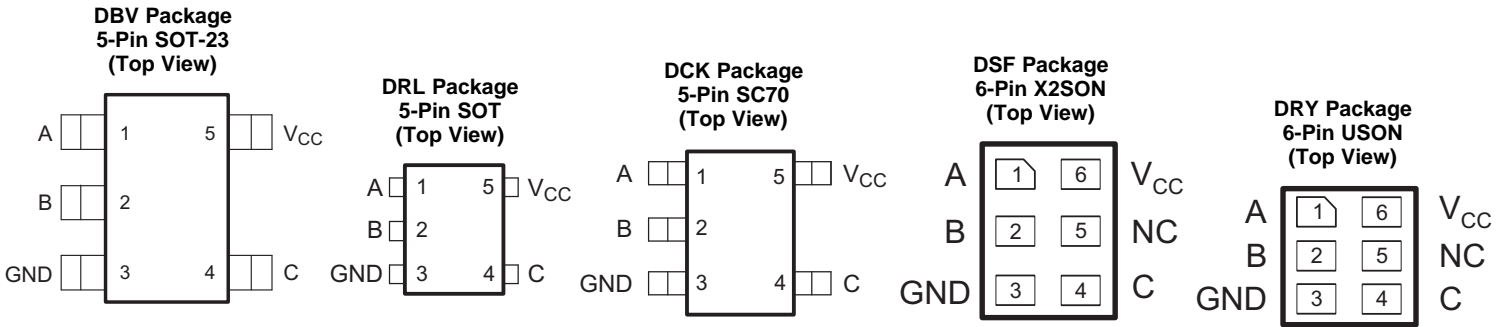 DBV Package
5-Pin SOT-23
(Top View)
A 1 5 VCC
B 2
GND 3 4 C
DRL Package
5-Pin SOT
(Top View)
A 1 5 VCC
B 2
GND 3 4 C
DCK Package
5-Pin SC70
(Top View)
A 1 5 VCC
B 2
GND 3 4 C
DSF Package
6-Pin X2SON
(Top View)
A 1 6 VCC
B 2 5 NC
GND 3 4 C
DRY Package
6-Pin USON
(Top View)
A 1 6 VCC
B 2 5 NC
GND 3 4 C